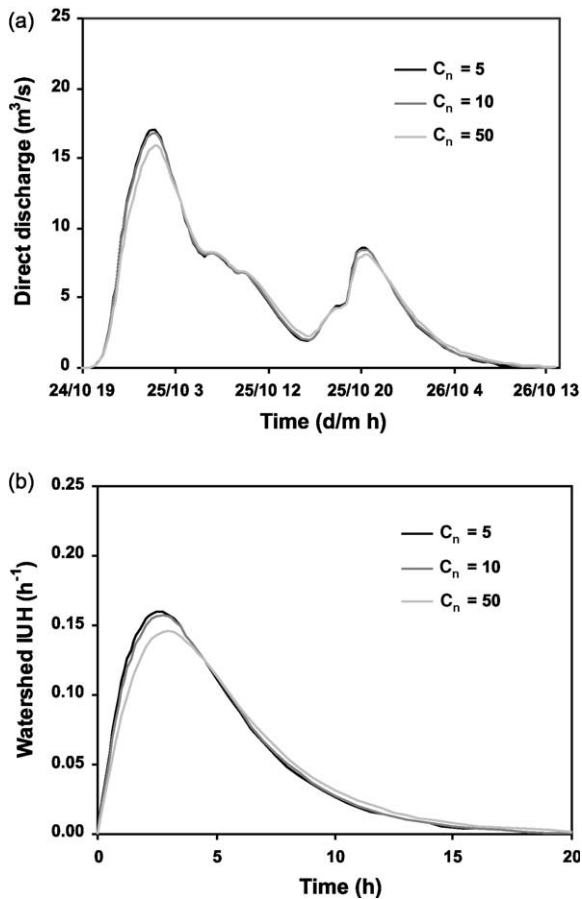 (a)
25
20
15
10
5
0
Direct discharge (m³/s)
Cₙ = 5
Cₙ = 10
Cₙ = 50
24/10 19 25/10 3 25/10 12 25/10 20 26/10 4 26/10 13
Time (d/m h)
(b)
0.25
0.20
0.15
0.10
0.05
0.00
Watershed IUH (h⁻¹)
Cₙ = 5
Cₙ = 10
Cₙ = 50
0 5 10 15 20
Time (h)